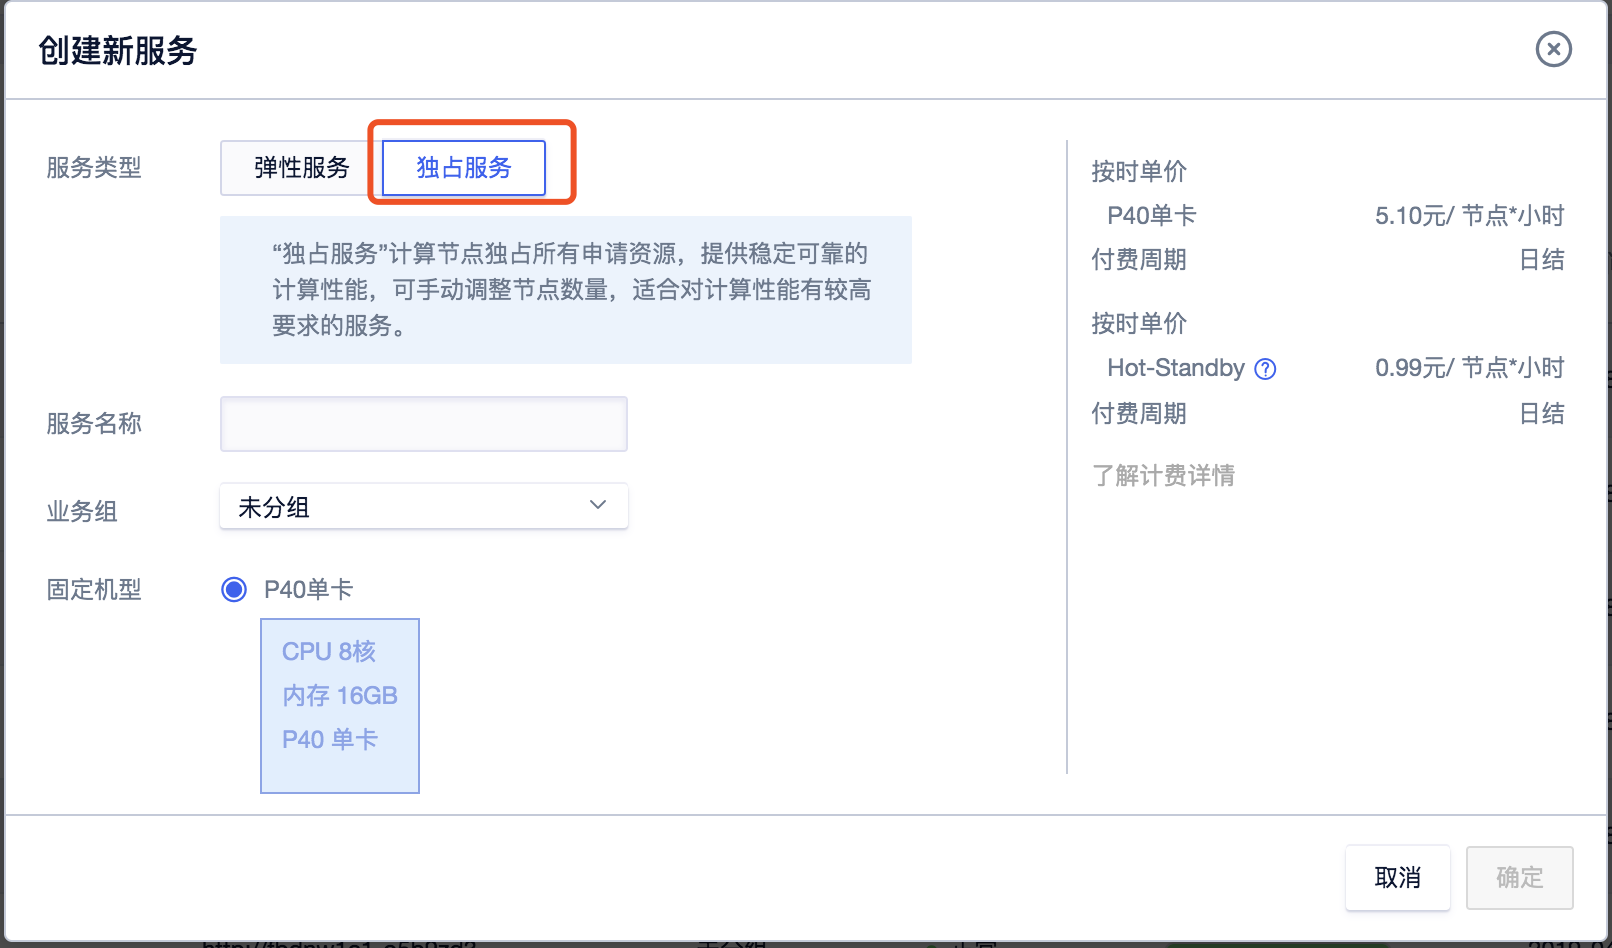 创建新服务
服务类型
弹性服务
独占服务
“独占服务”计算节点独占所有申请资源，提供稳定可靠的
计算性能，可手动调整节点数量，适合对计算性能有较高
要求的服务。
服务名称
业务组
未分组
固定机型
P40单卡
CPU 8核
内存 16GB
P40 单卡
按时单价
P40单卡 5.10元/ 节点*小时
付费周期 日结
按时单价
Hot-Standby ? 0.99元/ 节点*小时
付费周期 日结
了解计费详情
取消
确定